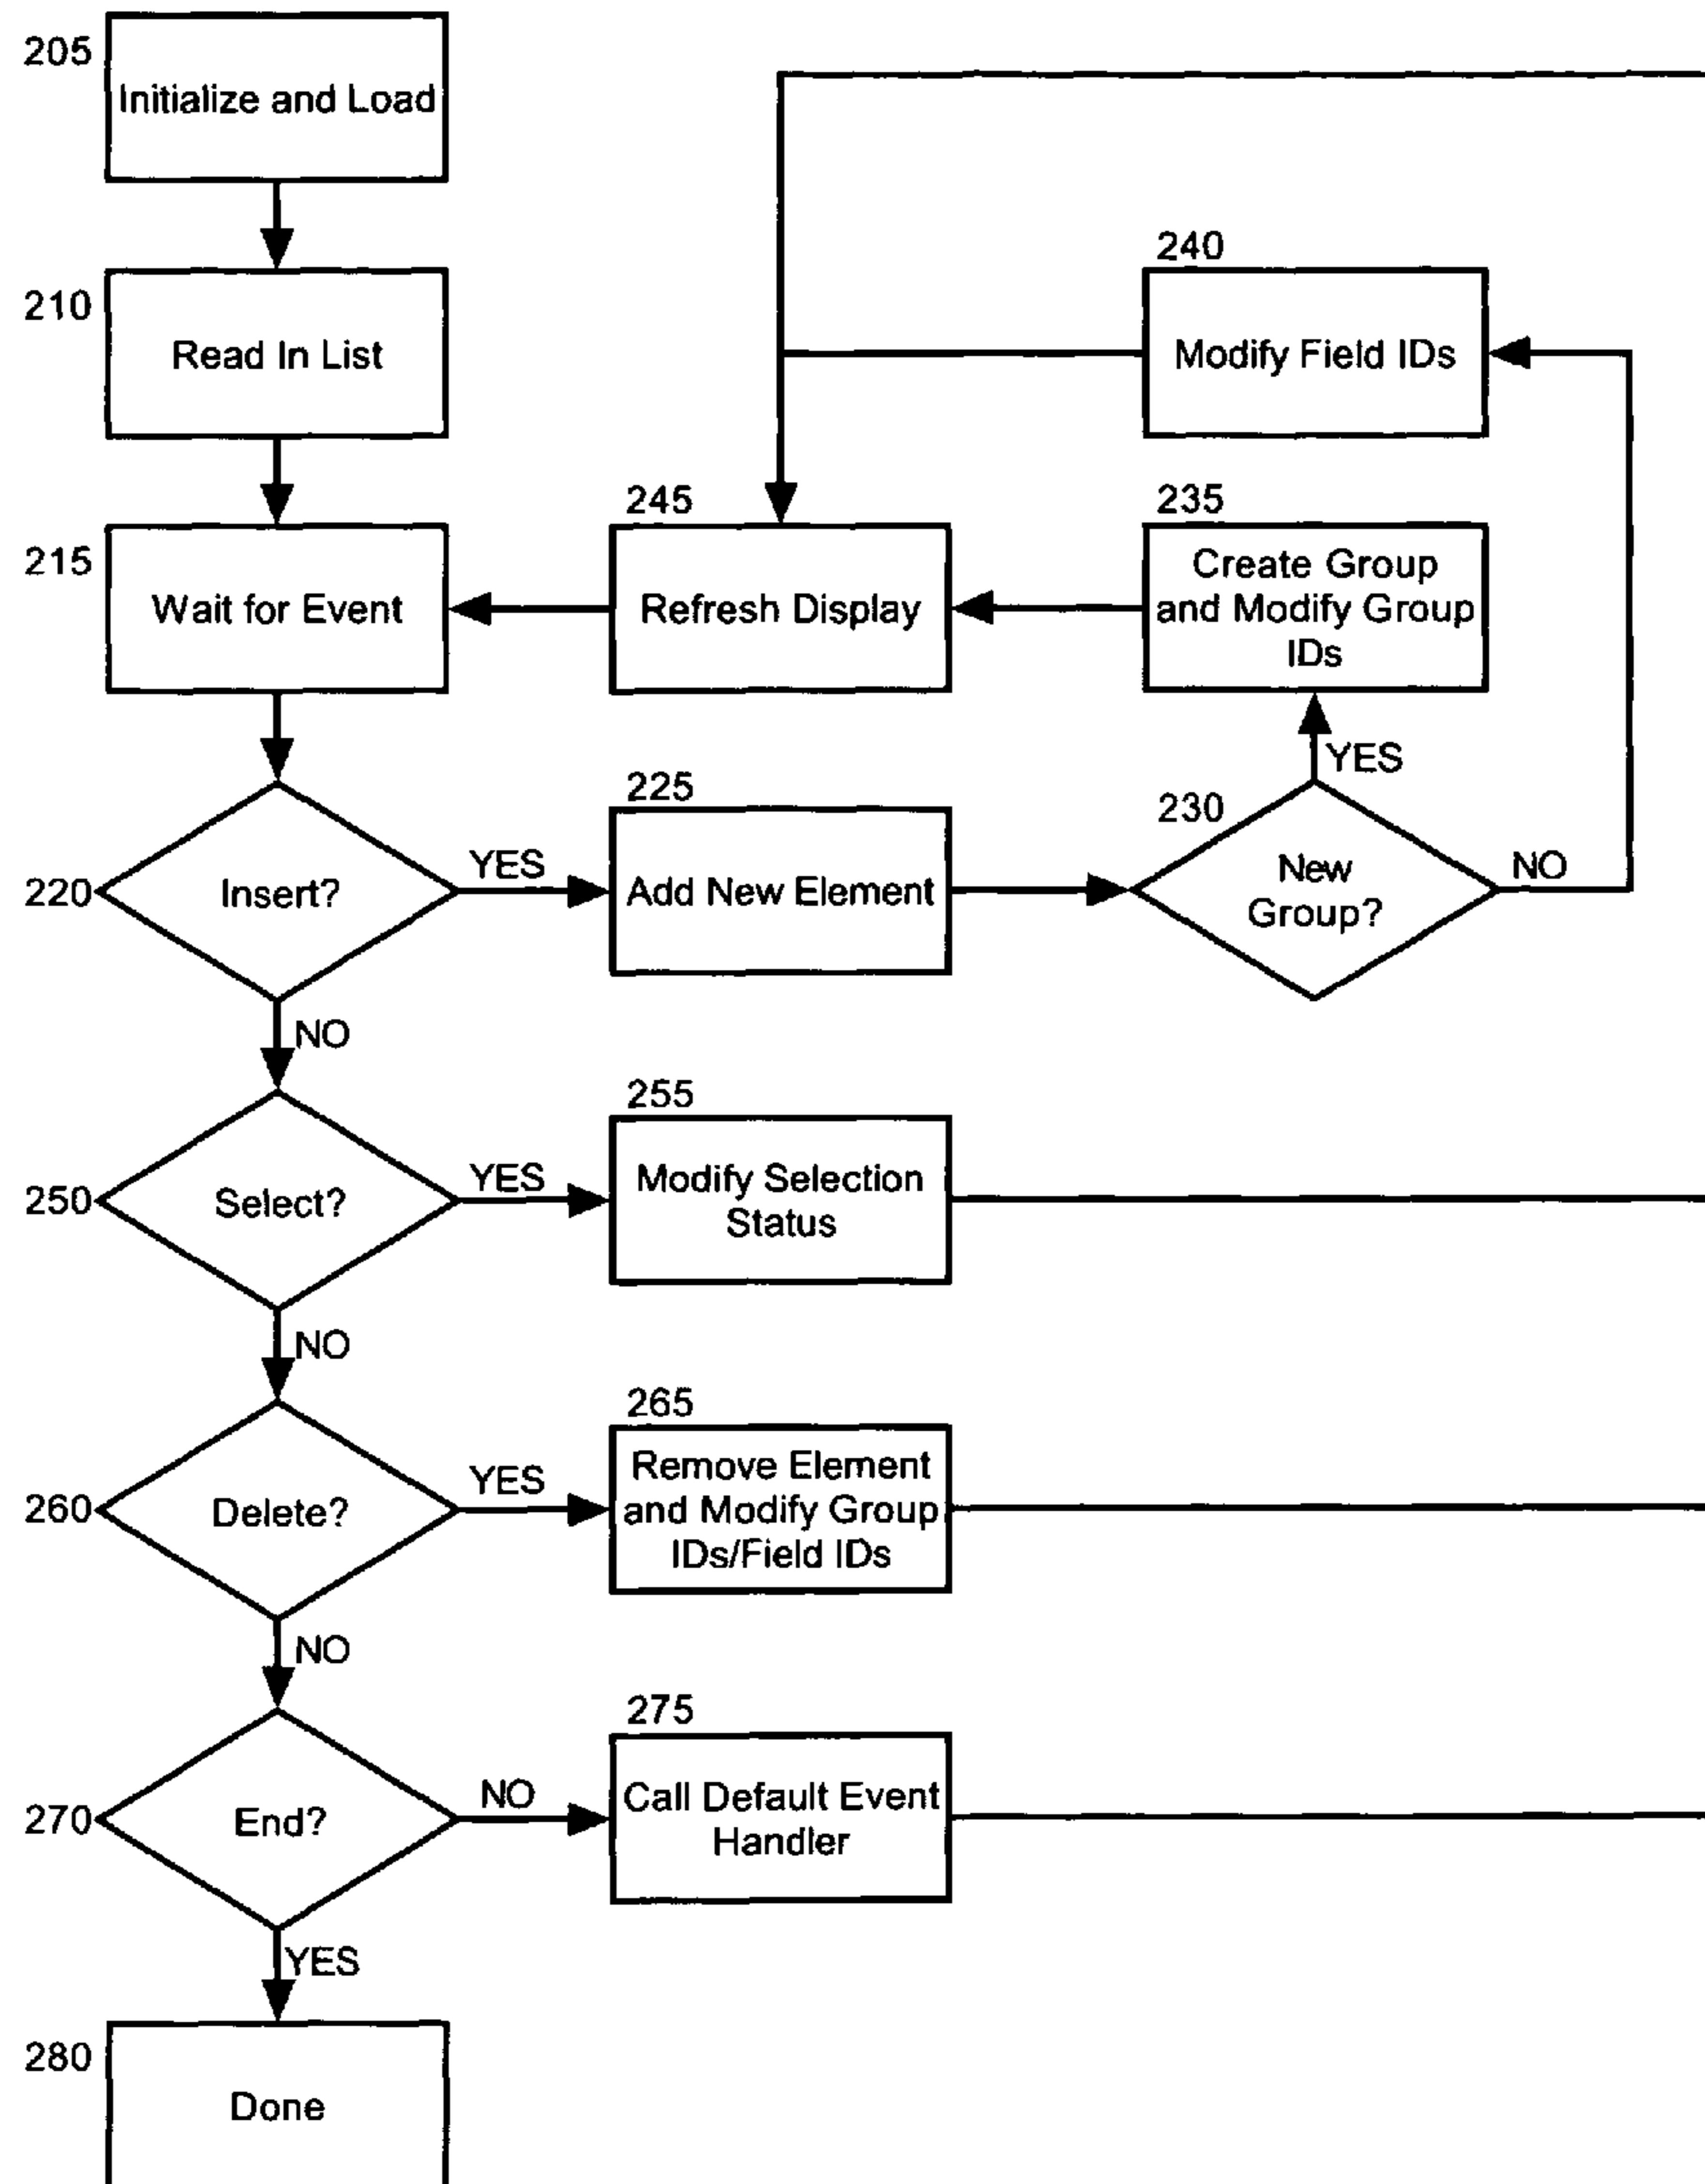 205
Initialize and Load
210
Read In List
240
Modify Field IDs
215
Wait for Event
245
Refresh Display
235
Create Group
and Modify Group
IDs
YES
220
Insert?
YES
225
Add New Element
230
New
Group?
NO
NO
250
Select?
YES
255
Modify Selection
Status
NO
260
Delete?
YES
265
Remove Element
and Modify Group
IDs/Field IDs
NO
270
End?
NO
275
Call Default Event
Handler
YES
280
Done